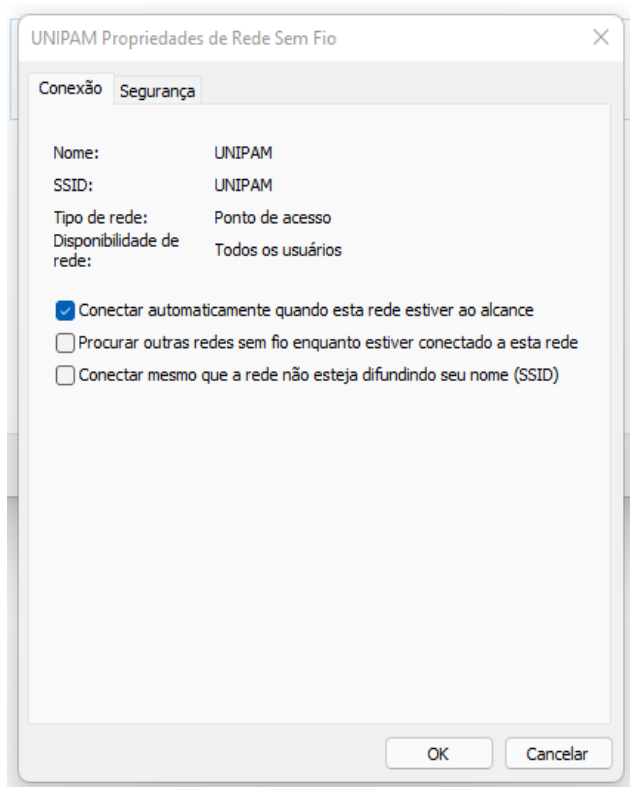 UNIPAM Propriedades de Rede Sem Fio
Conexão Segurança
Nome: UNIPAM
SSID: UNIPAM
Tipo de rede: Ponto de acesso
Disponibilidade de rede: Todos os usuários
Conectar automaticamente quando esta rede estiver ao alcance
Procurar outras redes sem fio enquanto estiver conectado a esta rede
Conectar mesmo que a rede não esteja difundindo seu nome (SSID)
OK Cancelar